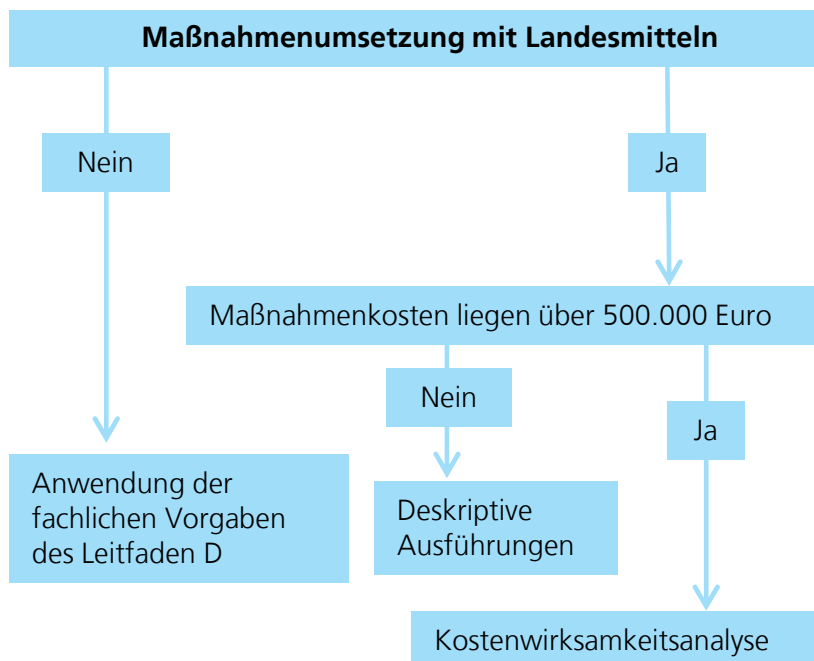 Maßnahmenumsetzung mit Landesmitteln
Nein
Ja
Maßnahmenkosten liegen über 500.000 Euro
Nein
Ja
Anwendung der
fachlichen Vorgaben
des Leitfaden D
Deskriptive
Ausführungen
Kostenwirksamkeitsanalyse